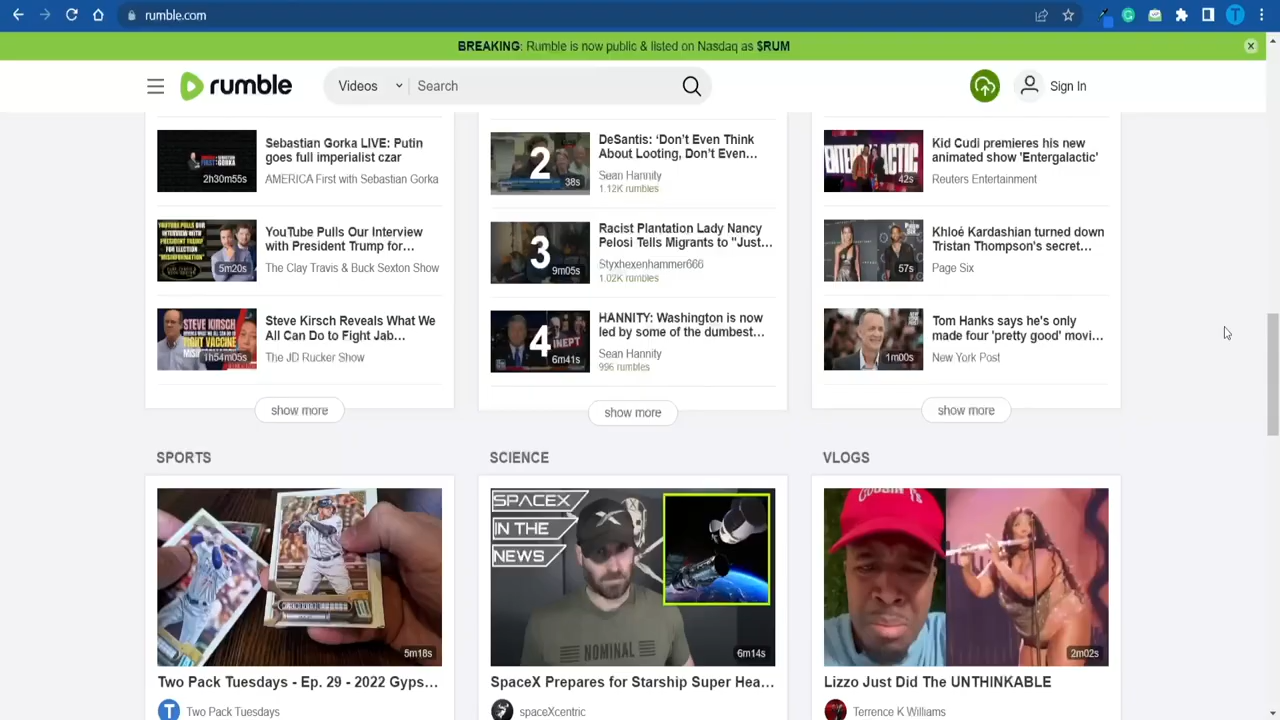 rumble.com
BREAKING: Rumble is now public & listed on Nasdaq as $RUM
rumble
Videos
Search
Sign In
2h30m55s
Sebastian Gorka LIVE: Putin
goes full imperialist czar
AMERICA First with Sebastian Gorka
5m20s
YouTube Pulls Our Interview
with President Trump for...
The Clay Travis & Buck Sexton Show
1h54m05s
Steve Kirsch Reveals What We
All Can Do to Fight Jab...
The JD Rucker Show
show more
2
38s
DeSantis: ‘Don’t Even Think
About Looting, Don’t Even...
Sean Hannity
1.12K rumbles
3
9m05s
Racist Plantation Lady Nancy
Pelosi Tells Migrants to "Just...
Styxhexenhammer666
1.02K rumbles
4
INEPT
6m41s
HANNITY: Washington is now
led by some of the dumbest...
Sean Hannity
996 rumbles
show more
42s
Kid Cudi premieres his new
animated show 'Entergalactic'
Reuters Entertainment
57s
Khloé Kardashian turned down
Tristan Thompson's secret...
Page Six
1m00s
Tom Hanks says he's only
made four 'pretty good' movi...
New York Post
show more
SPORTS
5m18s
Two Pack Tuesdays - Ep. 29 - 2022 Gyps...
T
Two Pack Tuesdays
SCIENCE
SPACEX
IN THE
NEWS
NOMINAL
6m14s
SpaceX Prepares for Starship Super Hea...
spaceXcentric
VLOGS
2m02s
Lizzo Just Did The UNTHINKABLE
Terrence K Williams